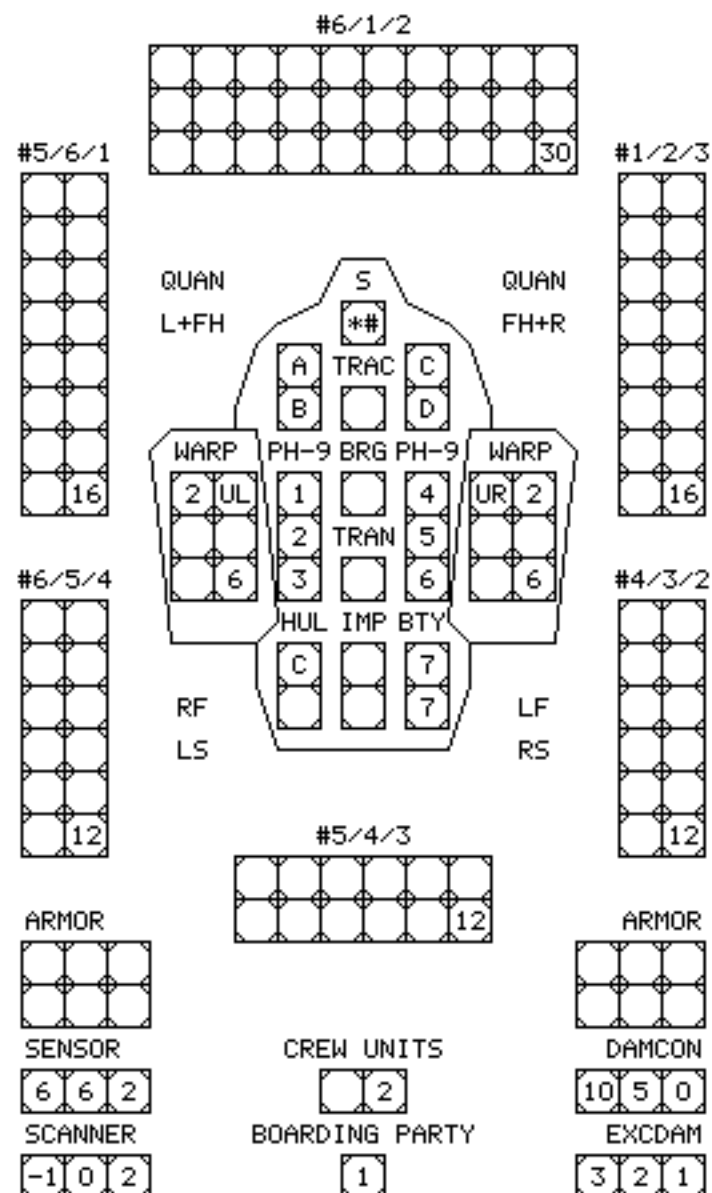 #6/1/2
30
#5/6/1 #1/2/3
QUAN S QUAN
L+FH *# FH+R
A TRAC C
B D
WARP PH-9 BRG PH-9 WARP
16 2 UL 1 4 UR 2 16
2 TRAN 5
#6/5/4 6 3 6 6 #4/3/2
HUL IMP BTY
C 7
RF 7 LF
LS RS
12 #5/4/3 12
12
ARMOR ARMOR
SENSOR CREW UNITS DAMCON
6 6 2 2 10 5 0
SCANNER BOARDING PARTY EXCDAM
-1 0 2 1 3 2 1